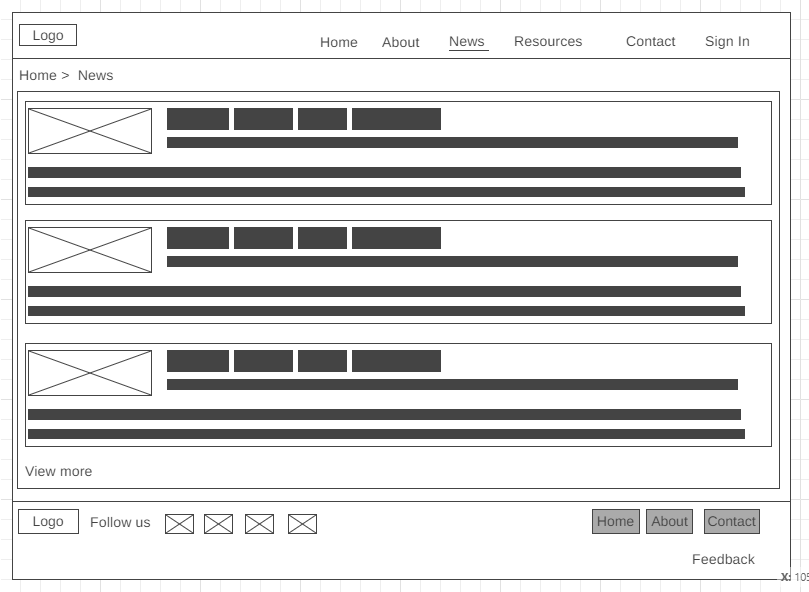 Logo Home About News Resources Contact Sign In
Home > News
View more
Logo Follow us Home About Contact
Feedback
X: 105